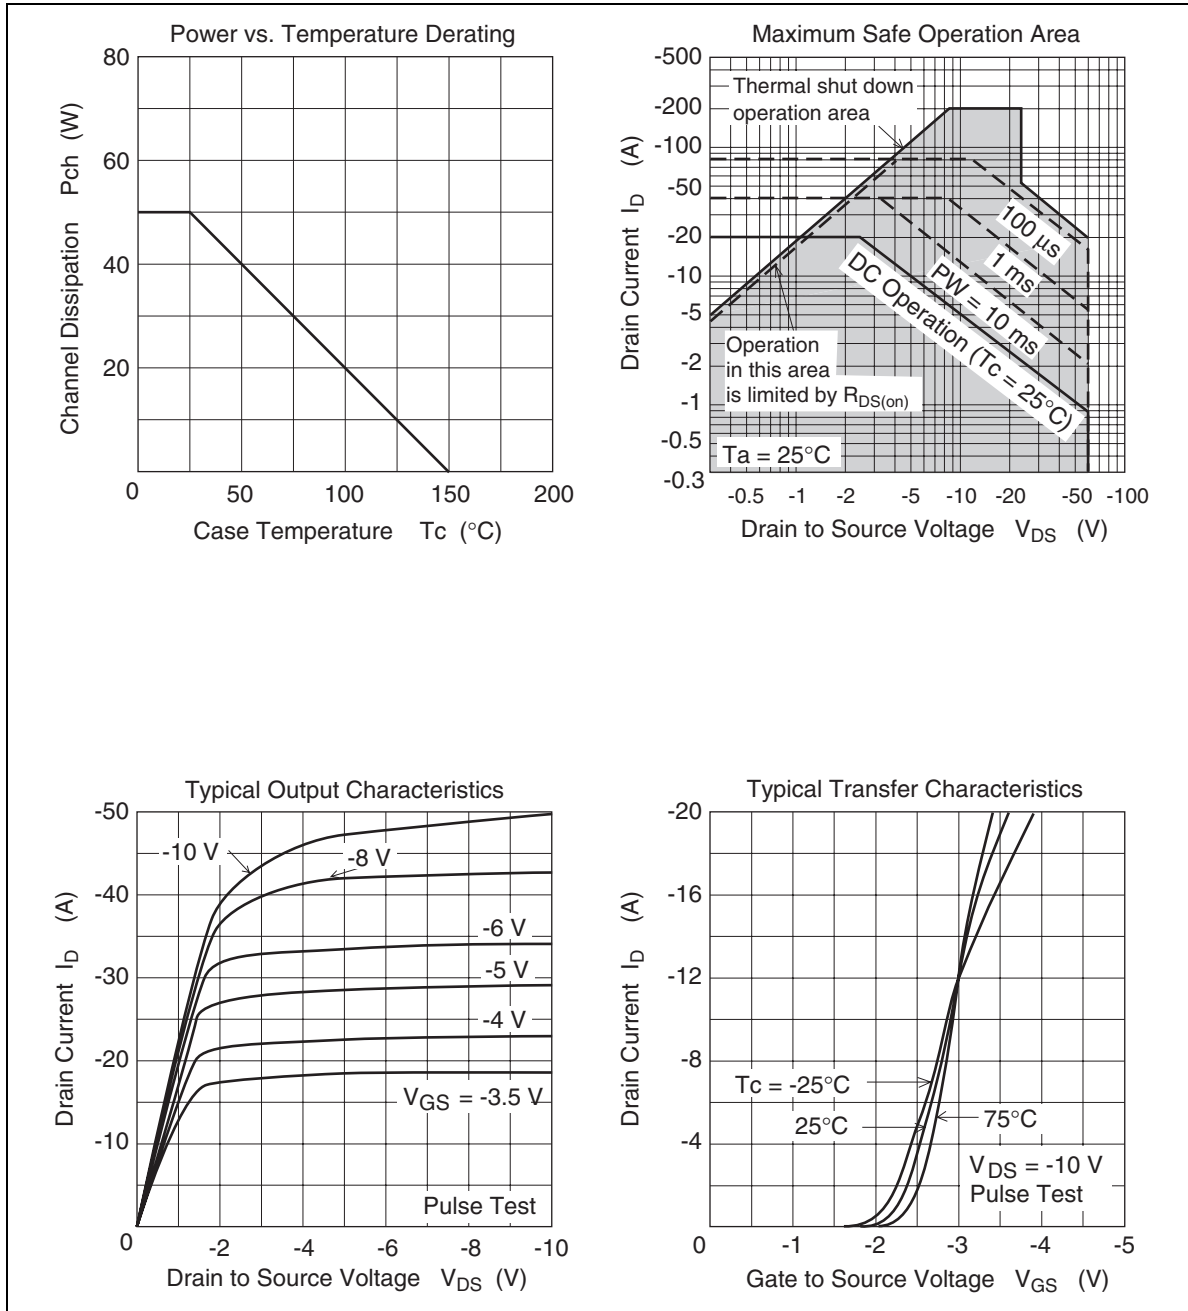 Power vs. Temperature Derating
80
60
40
20
0
50
100
150
200
Channel Dissipation Pch (W)
Case Temperature Tc (°C)
Maximum Safe Operation Area
-500
-200
-100
-50
-20
-10
-5
-2
-1
-0.5
-0.3
-0.5
-1
-2
-5
-10
-20
-50
-100
Drain Current ID (A)
Drain to Source Voltage VDS (V)
Thermal shut down
operation area
100 μs
1 ms
PW = 10 ms
DC Operation (Tc = 25°C)
Operation
in this area
is limited by RDS(on)
Ta = 25°C
Typical Output Characteristics
-50
-40
-30
-20
-10
0
-2
-4
-6
-8
-10
Drain Current ID (A)
Drain to Source Voltage VDS (V)
-10 V
-8 V
-6 V
-5 V
-4 V
VGS = -3.5 V
Pulse Test
Typical Transfer Characteristics
-20
-16
-12
-8
-4
0
-1
-2
-3
-4
-5
Drain Current ID (A)
Gate to Source Voltage VGS (V)
Tc = -25°C
25°C
75°C
VDS = -10 V
Pulse Test